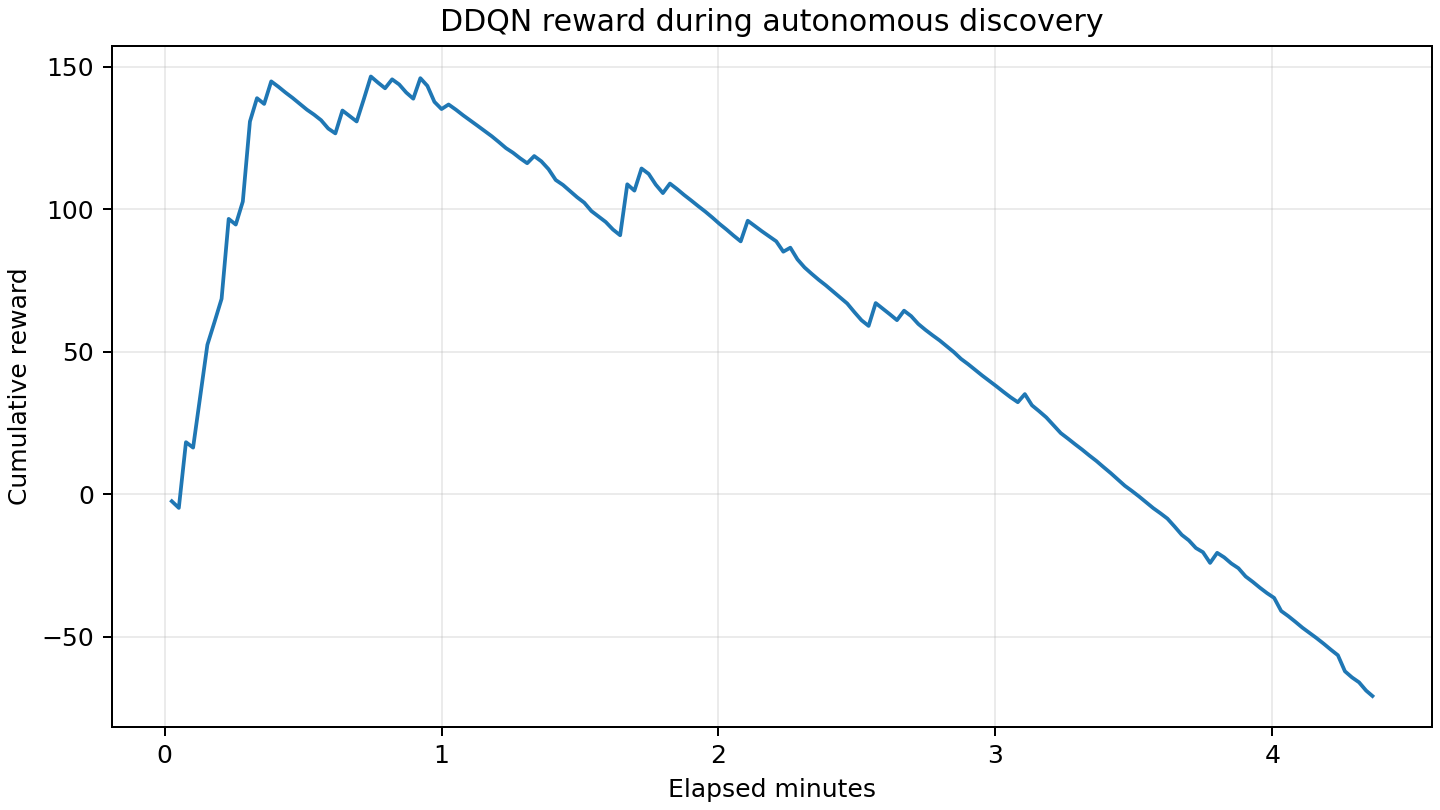 DDQN reward during autonomous discovery
150
100
50
0
−50
Cumulative reward
0 1 2 3 4
Elapsed minutes